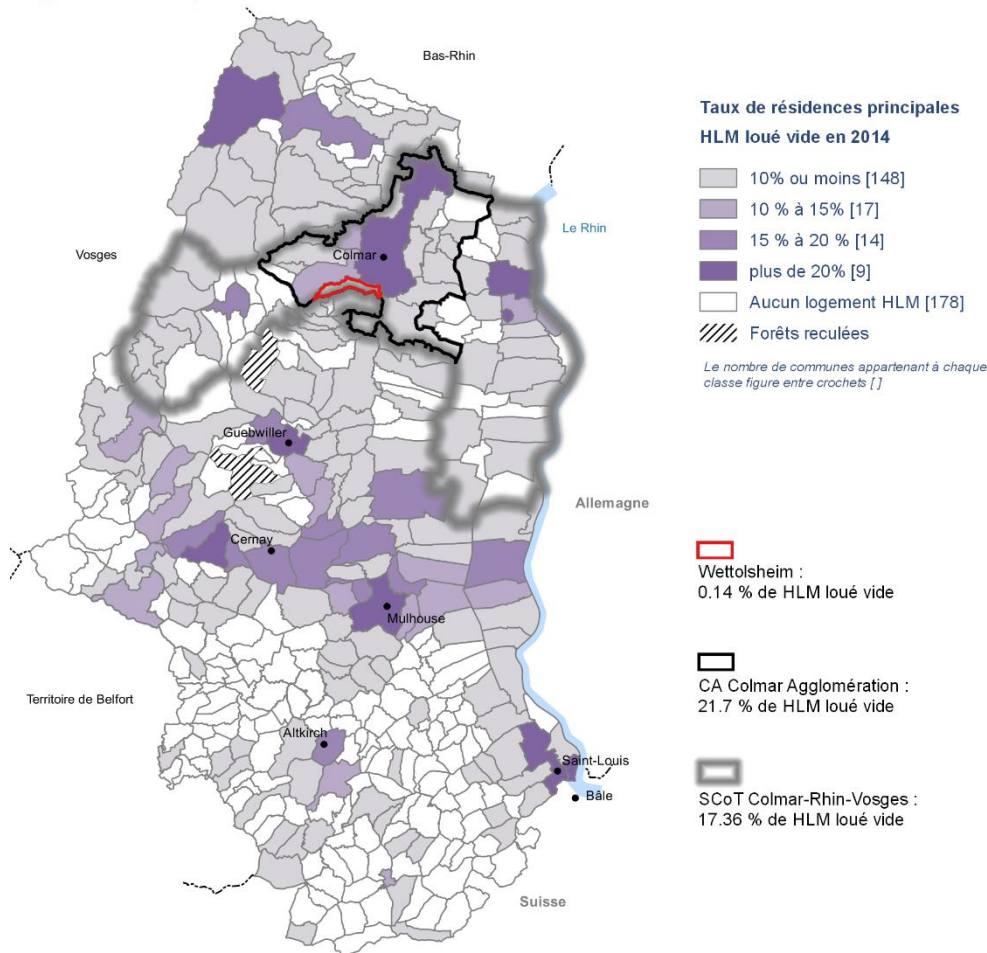 Bas-Rhin
Vosges
Colmar
Le Rhin
Guebwiller
Allemagne
Cernay
Mulhouse
Territoire de Belfort
Altkirch
Saint-Louis
Bâle
Suisse
Taux de résidences principales
HLM loué vide en 2014
10% ou moins [148]
10 % à 15% [17]
15 % à 20 % [14]
plus de 20% [9]
Aucun logement HLM [178]
Forêts reculées
Le nombre de communes appartenant à chaque
classe figure entre crochets [ ]
Wettolsheim :
0.14 % de HLM loué vide
CA Colmar Agglomération :
21.7 % de HLM loué vide
SCoT Colmar-Rhin-Vosges :
17.36 % de HLM loué vide